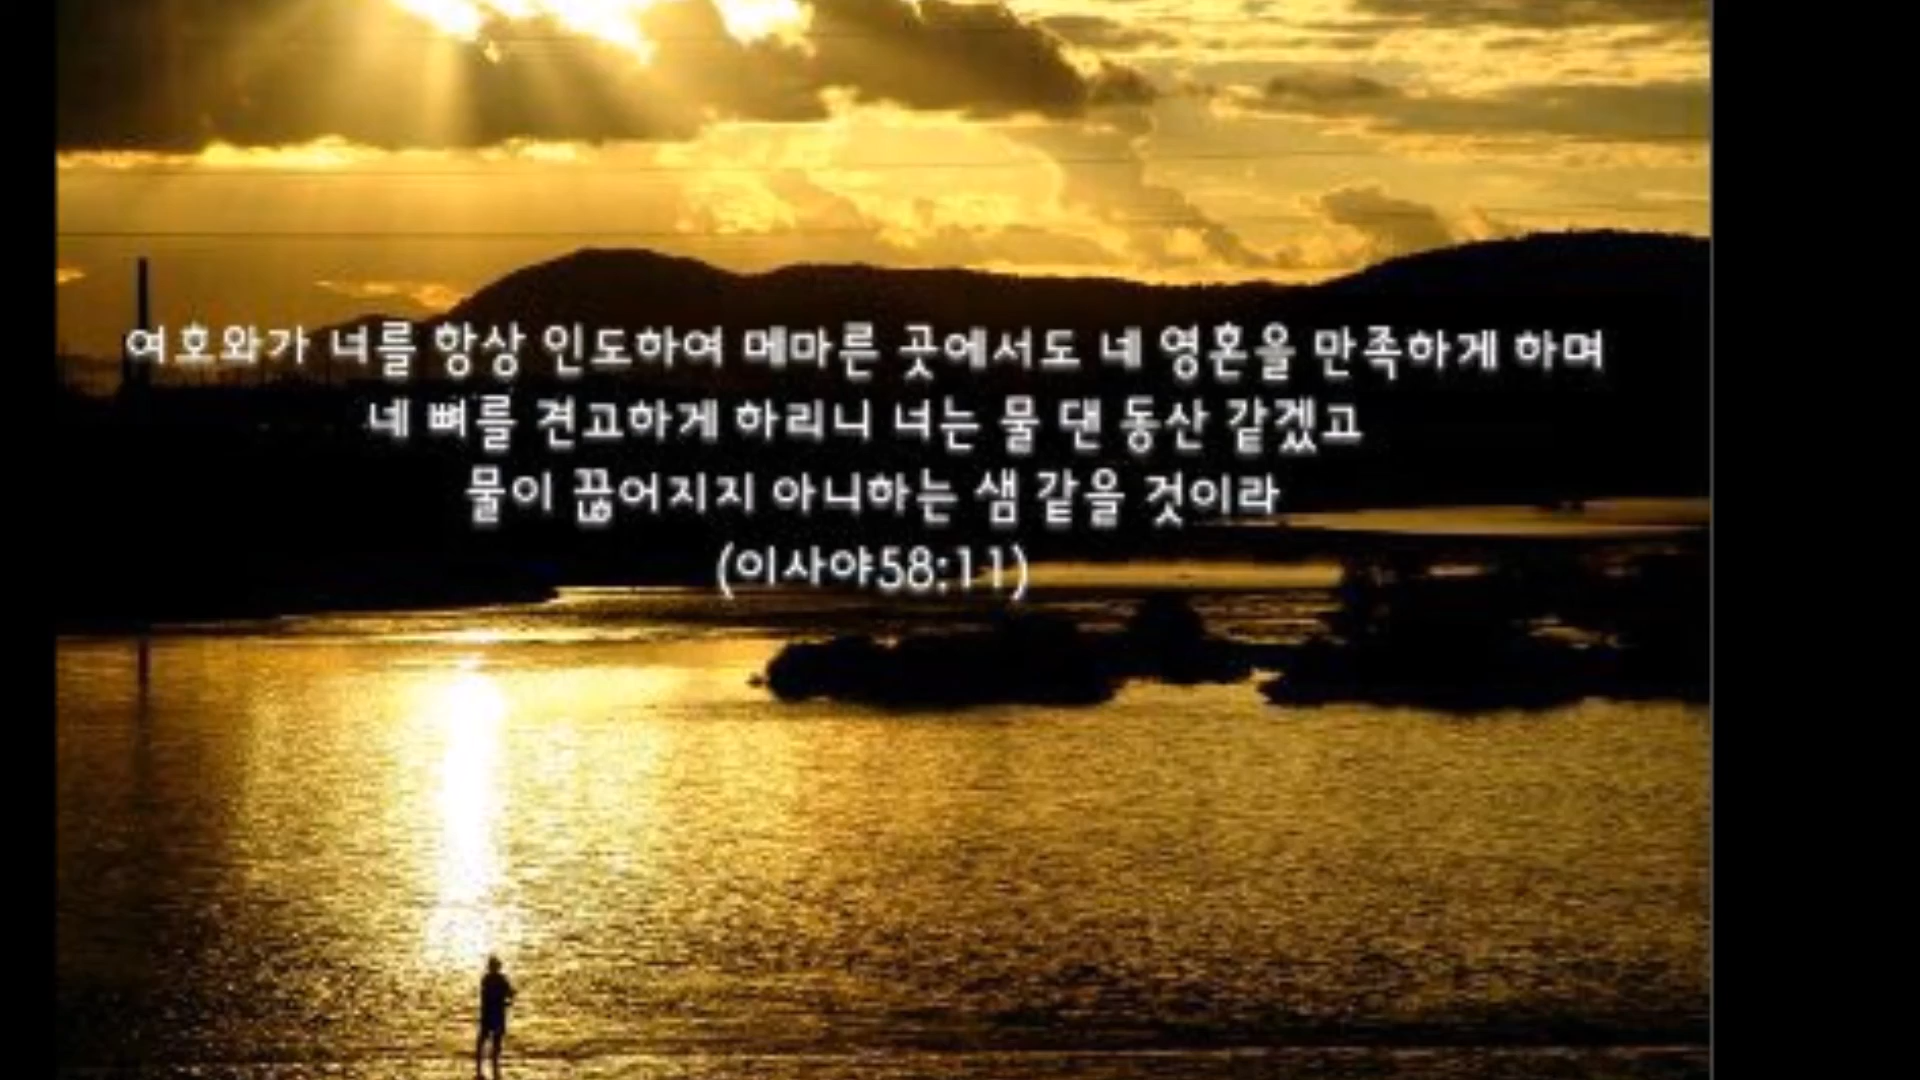 여호와가 너를 항상 인도하여 메마른 곳에서도 네 영혼을 만족하게 하며
네 뼈를 견고하게 하리니 너는 물 댄 동산 같겠고
물이 끊어지지 아니하는 샘 같을 것이라
(이사야58:11)